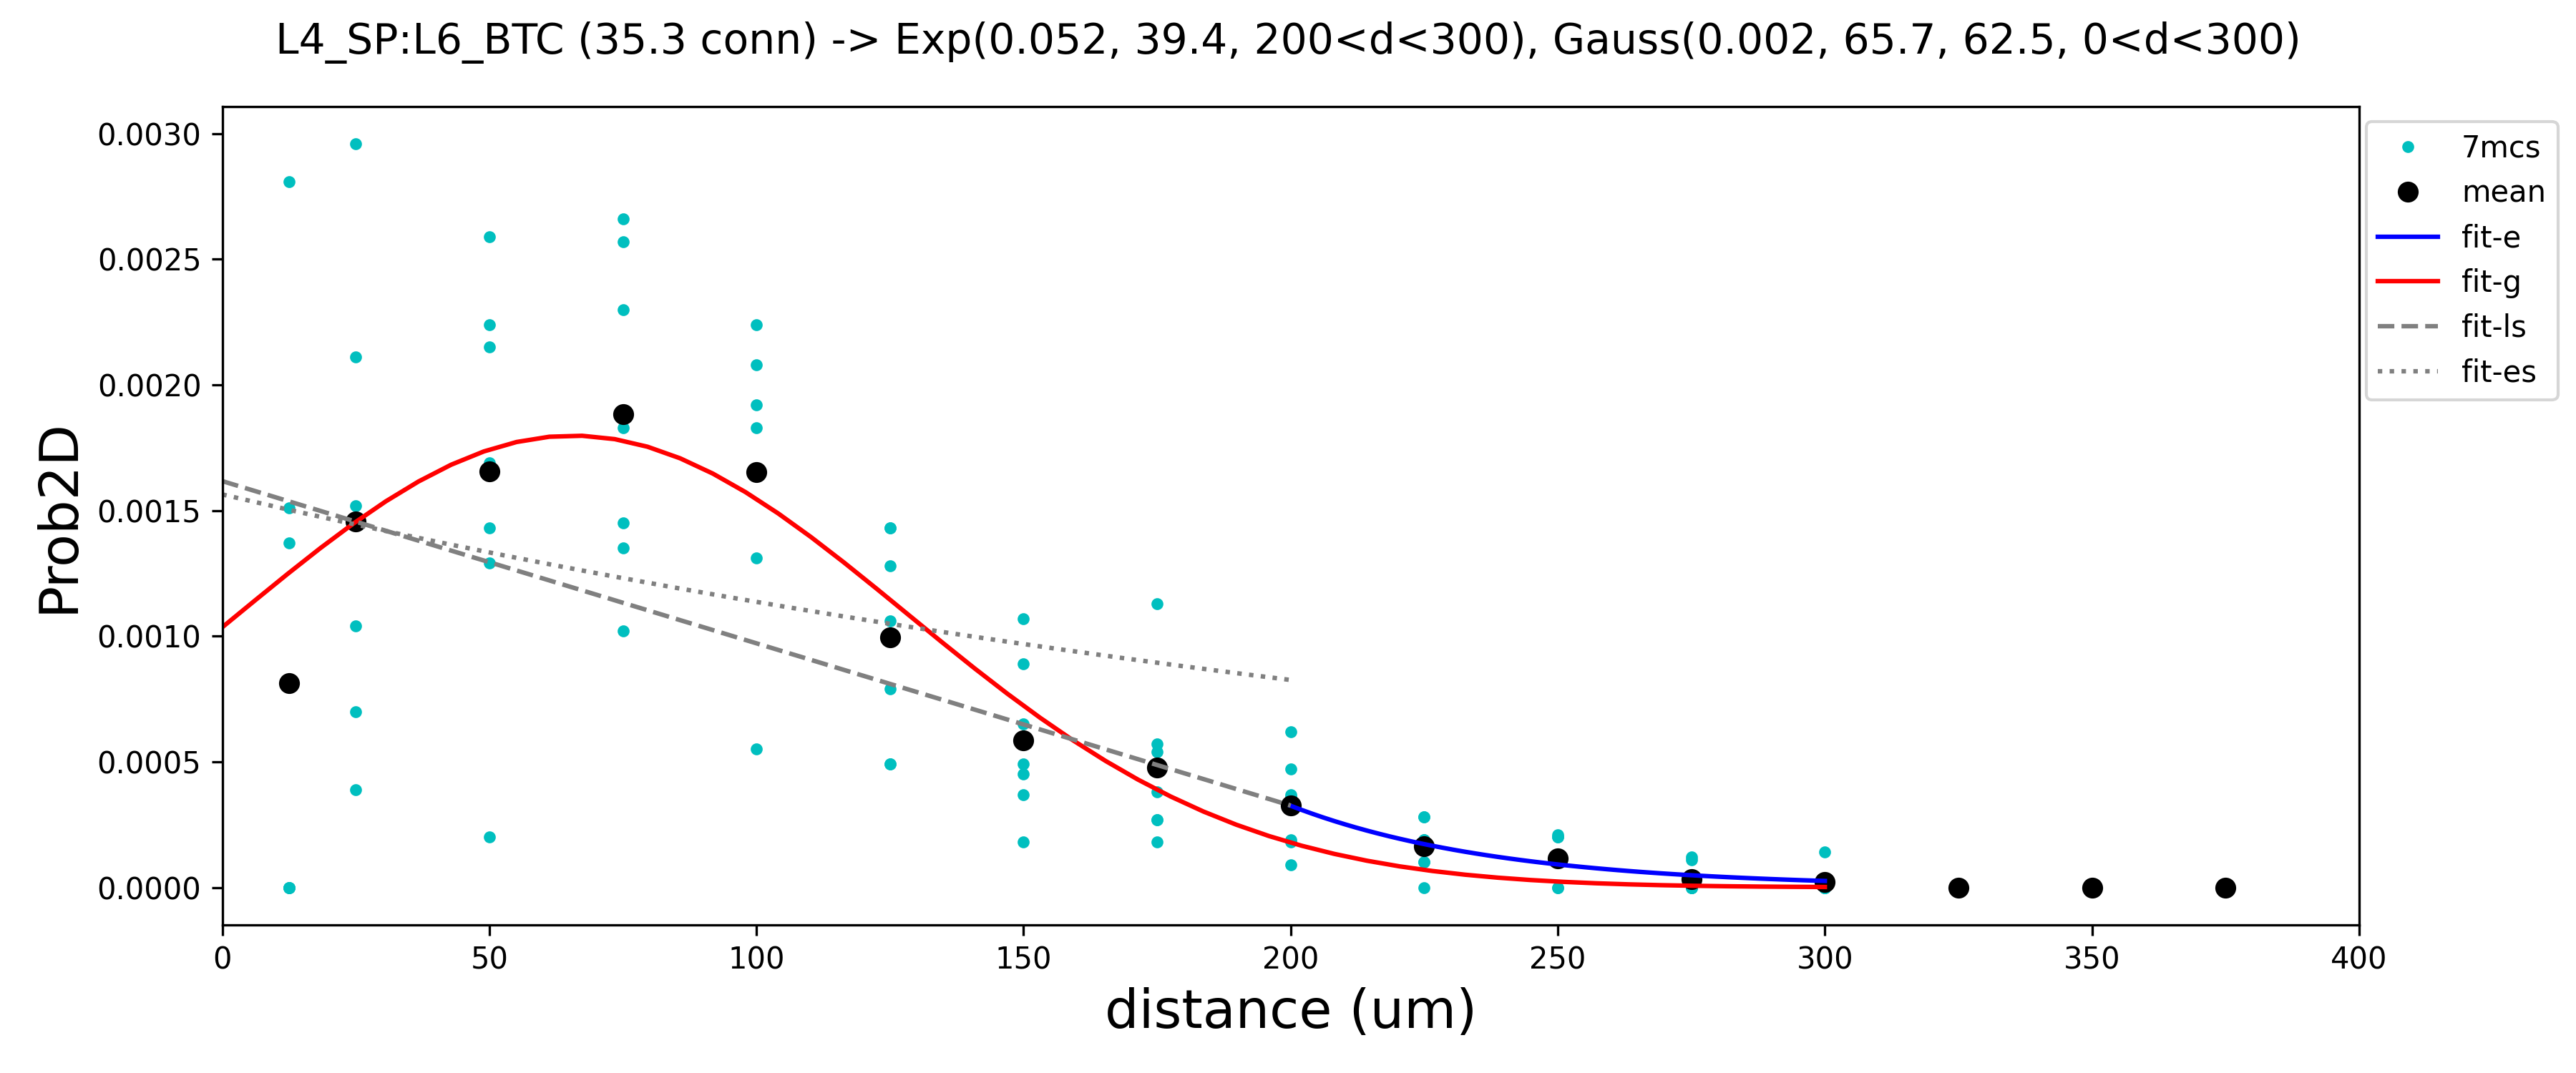 L4_SP:L6_BTC (35.3 conn) -> Exp(0.052, 39.4, 200<d<300), Gauss(0.002, 65.7, 62.5, 0<d<300)
0.0030
0.0025
0.0020
0.0015
0.0010
0.0005
0.0000
Prob2D
0 50 100 150 200 250 300 350 400
distance (um)
7mcs
mean
fit-e
fit-g
fit-ls
fit-es